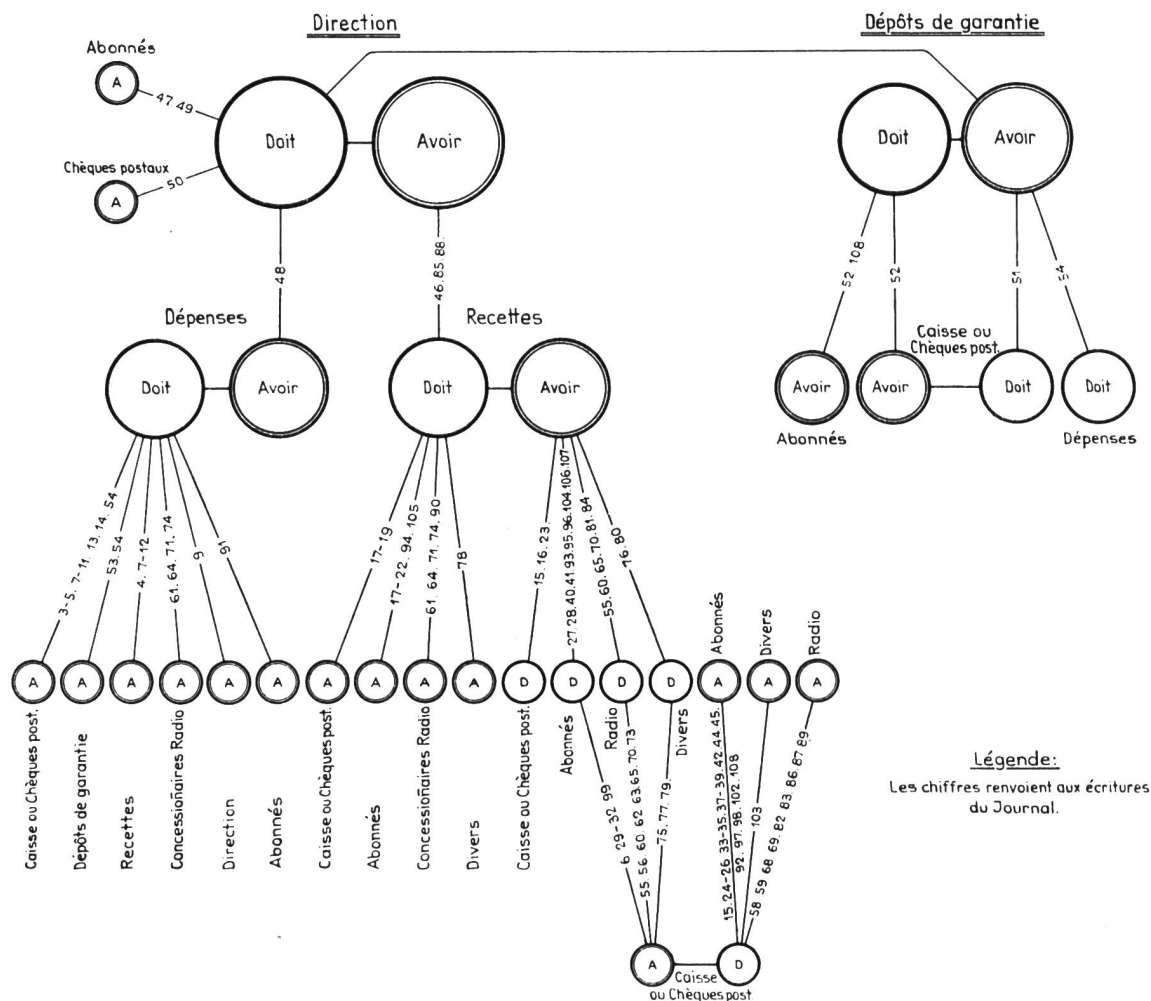 Direction
Dépôts de garantie
Abonnés
A
47 49
Doit
Avoir
Doit
Avoir
Chèques postaux
A
50
48
46.85.88.
52.108
52
51
54
Dépenses
Recettes
Caisse ou
Chèques post.
Doit
Avoir
Doit
Avoir
Avoir
Avoir
Doit
Doit
Abonnés
Dépenses
3-5. 7-11. 13. 14. 54
53.54
4. 7-12
61. 64. 71. 74
9
91
17-19
17-22. 94. 105
61. 64. 71. 74. 90
78
15. 16. 23.
27.28.40.41.93.95.96.104.106.107
55.60.65.70.81.84
76.80
Abonnés
Divers
Radio
A
A
A
A
A
A
A
A
A
A
D
D
D
D
A
A
A
Caisse ou Chèques post.
Dépôts de garantie
Recettes
Concessioñaires Radio
Direction
Abonnés
Caisse ou Chèques post.
Abonnés
Concessioñaires Radio
Divers
Caisse ou Chèques post.
Abonnés
Radio
Divers
6. 29-32. 99
55. 56. 60. 62 63.65.70.73
75.77.79.
15.24-26 33-35.37-39.42 44 45.
92. 97. 98. 102. 108
103
58 59 68 69. 82 83. 86.87 89.
Légende:
Les chiffres renvoient aux écritures
du Journal.
A
D
Caisse
ou Chèques post